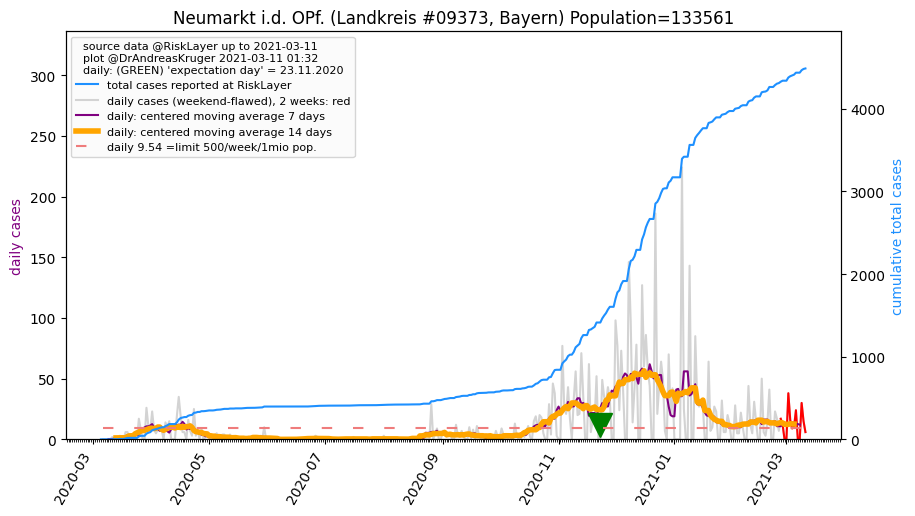 Neumarkt i.d. OPf. (Landkreis #09373, Bayern) Population=133561
source data @RiskLayer up to 2021-03-11
plot @DrAndreasKruger 2021-03-11 01:32
daily: (GREEN) 'expectation day' = 23.11.2020
total cases reported at RiskLayer
daily cases (weekend-flawed), 2 weeks: red
daily: centered moving average 7 days
daily: centered moving average 14 days
daily 9.54 =limit 500/week/1mio pop.
daily cases
300
250
200
150
100
50
0
cumulative total cases
4000
3000
2000
1000
0
2020-03
2020-05
2020-07
2020-09
2020-11
2021-01
2021-03